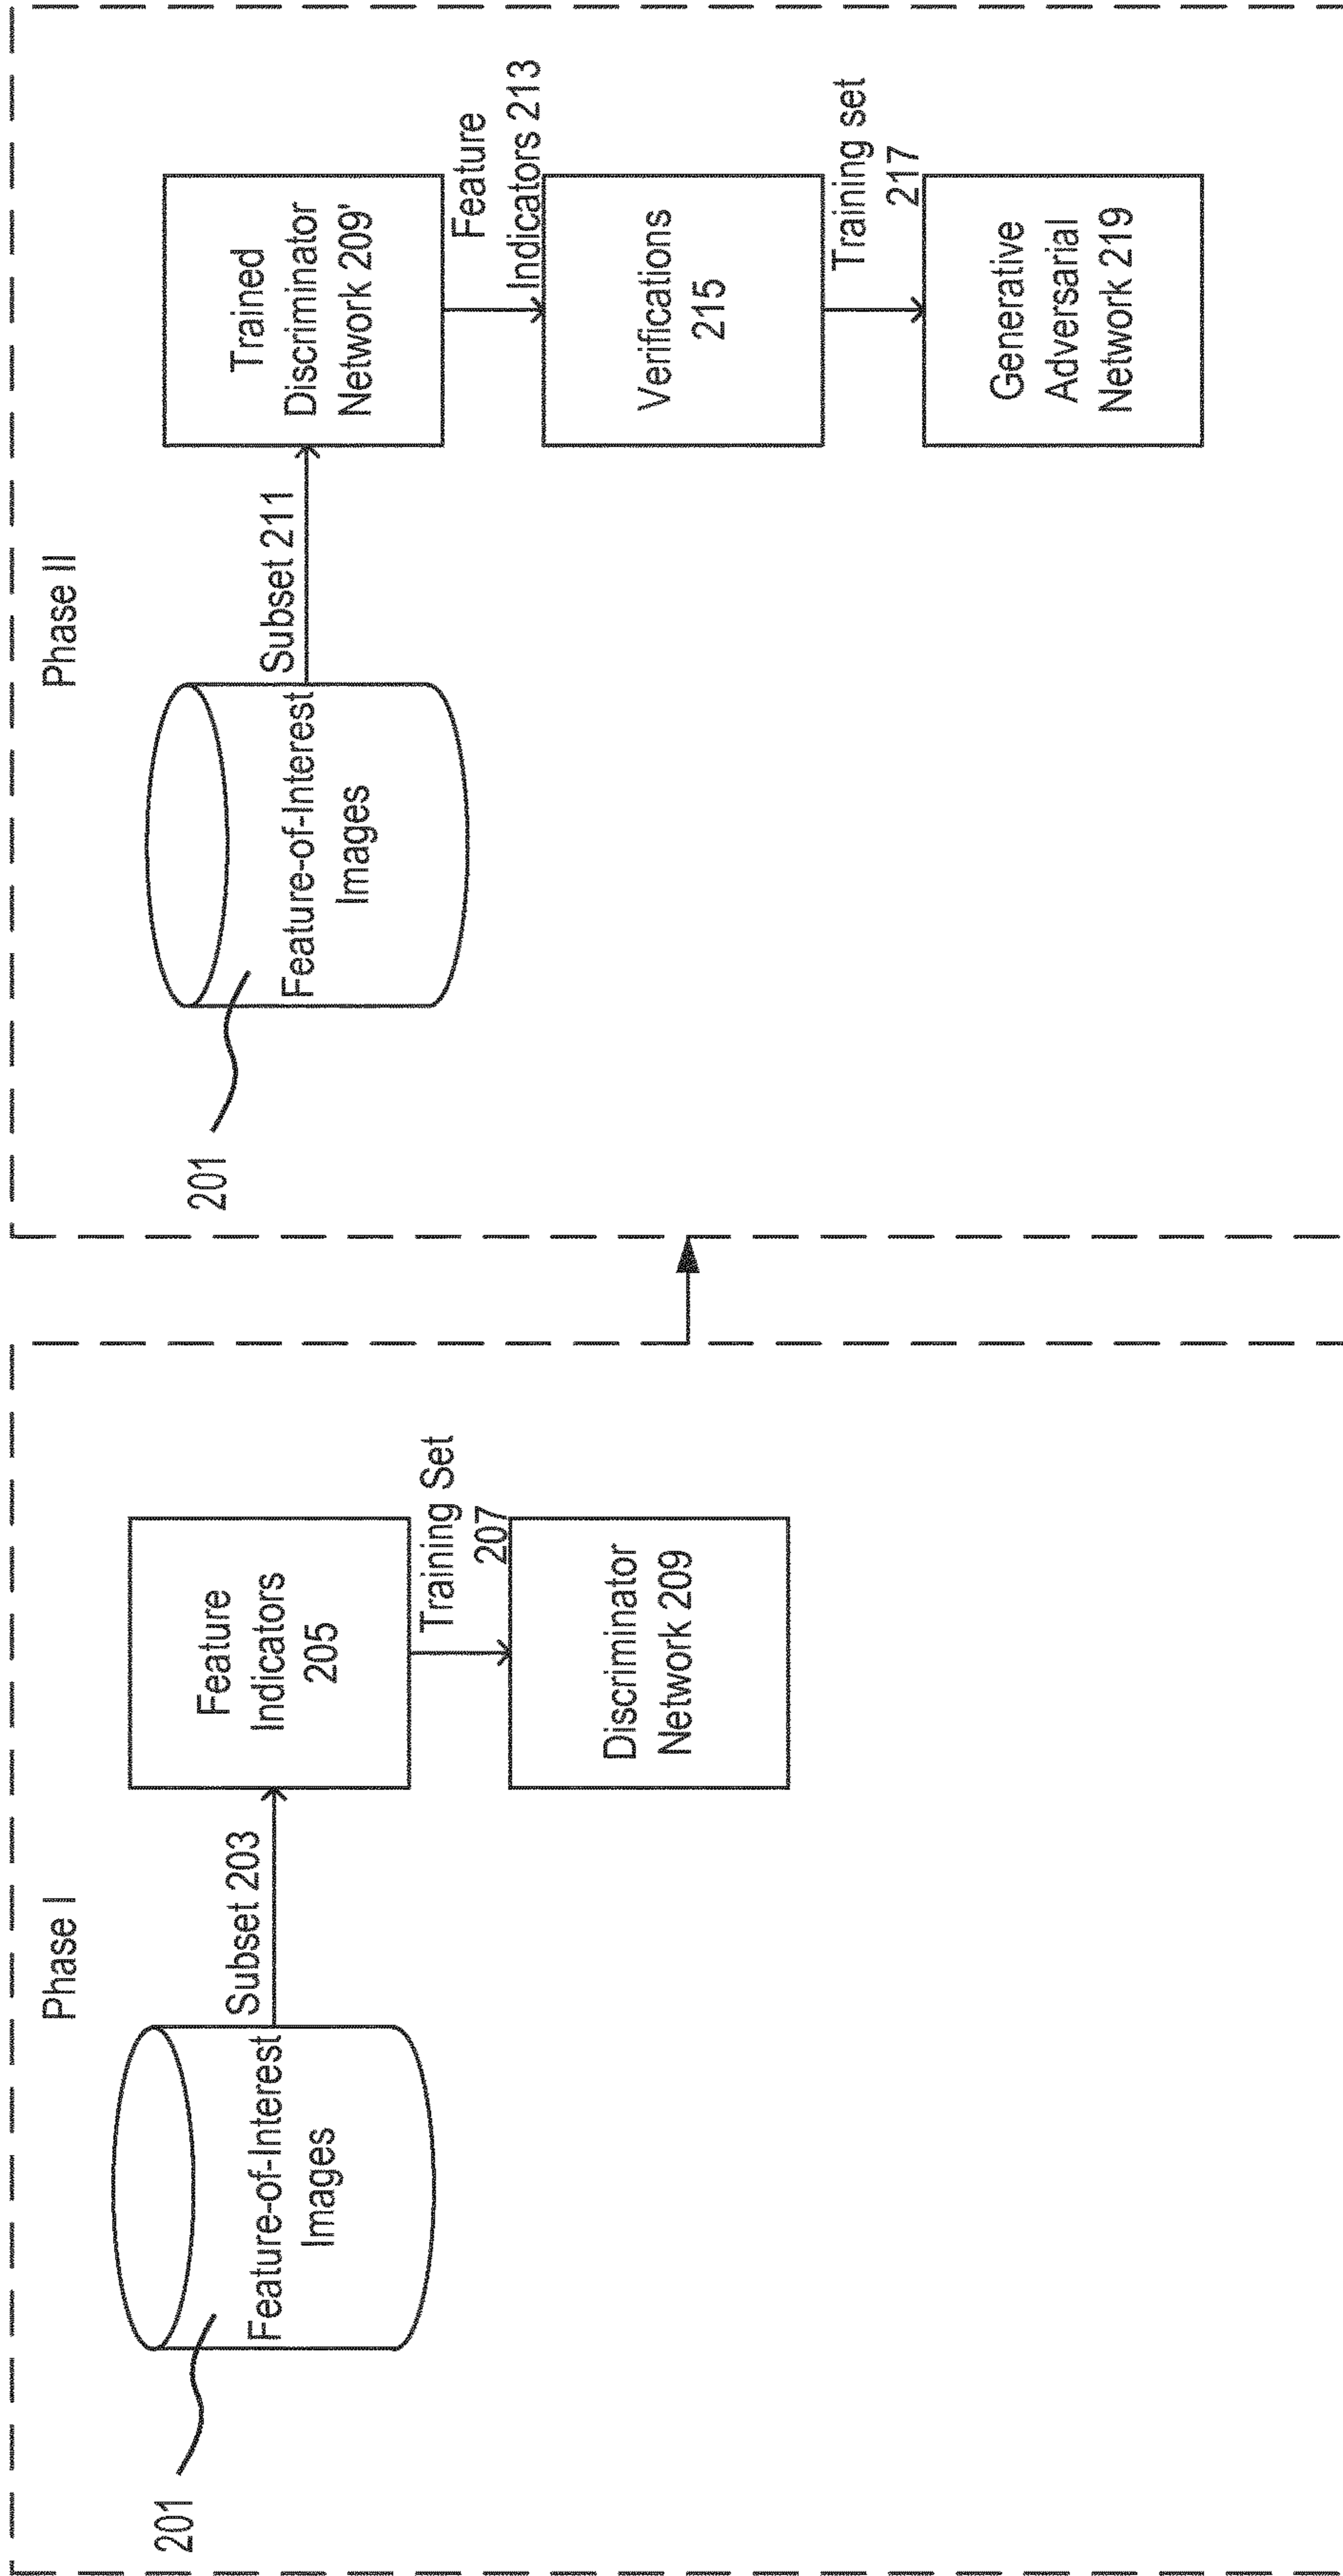 Phase I
201
Feature-of-Interest
Images
Subset 203
Feature
Indicators
205
Training Set
207
Discriminator
Network 209
Phase II
201
Feature-of-Interest
Images
Subset 211
Trained
Discriminator
Network 209'
Feature
Indicators 213
Verifications
215
Training set
217
Generative
Adversarial
Network 219